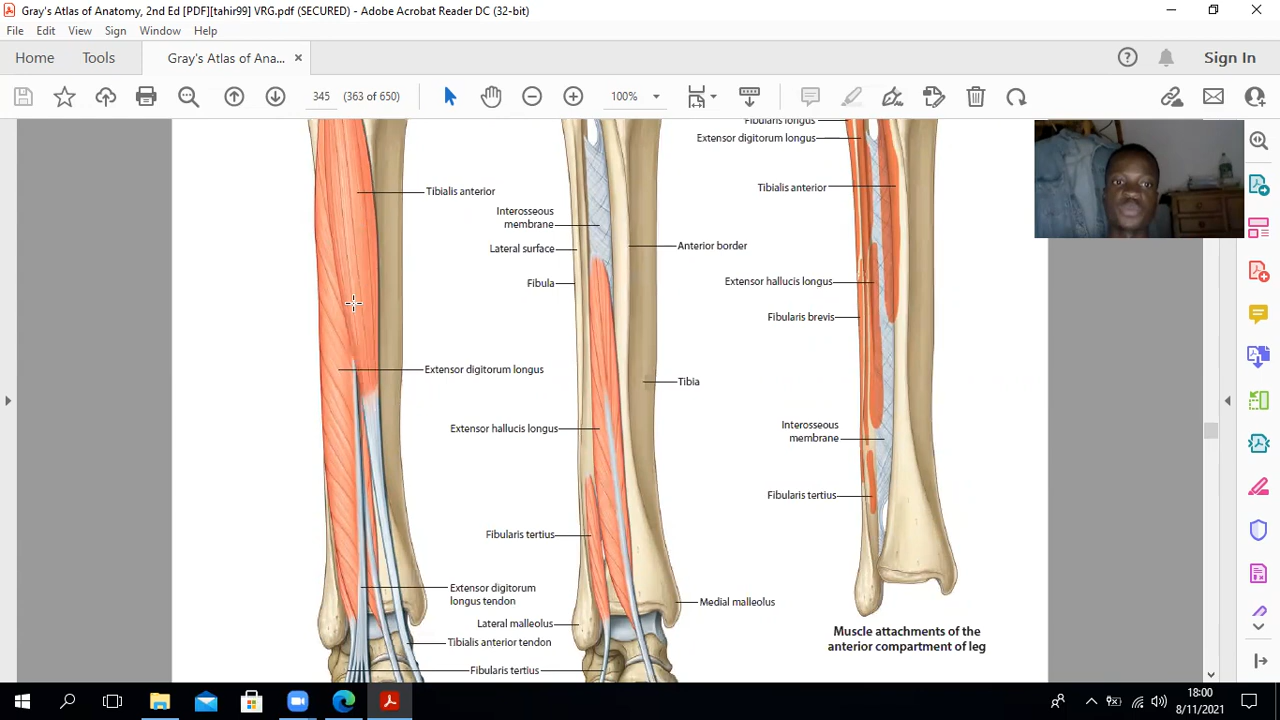 Gray's Atlas of Anatomy, 2nd Ed [PDF][tahir99] VRG.pdf (SECURED) - Adobe Acrobat Reader DC (32-bit)
File Edit View Sign Window Help
Home Tools Gray's Atlas of Ana... × Sign In
345 (363 of 650) 100%
Fibularis longus
Extensor digitorum longus
Tibialis anterior
Tibialis anterior
Interosseous
membrane
Lateral surface
Anterior border
Fibula
Extensor hallucis longus
Fibularis brevis
Extensor digitorum longus
Tibia
Extensor hallucis longus
Interosseous
membrane
Fibularis tertius
Fibularis tertius
Extensor digitorum
longus tendon
Medial malleolus
Lateral malleolus
Tibialis anterior tendon
Fibularis tertius
Muscle attachments of the
anterior compartment of leg
18:00
8/11/2021